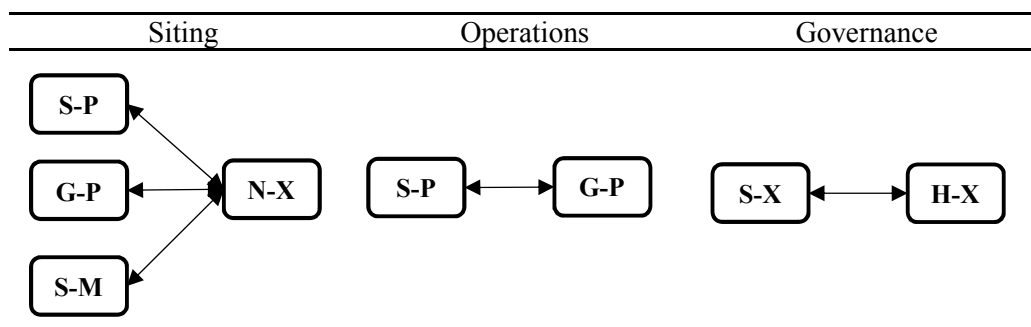 Siting Operations Governance
S-P
G-P N-X S-P G-P S-X H-X
S-M